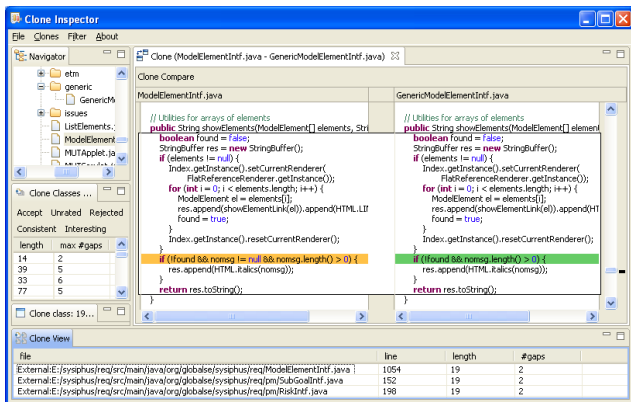 Clone Inspector
File Clones Filter About
Navigator
etm
generic
GenericM
issues
ListElements.j
ModelElement
MUTApplet.ja
Clone Classes ...
Accept Unrated Rejected
Consistent Interesting
length max #gaps
14 2
39 5
33 6
77 5
Clone class: 19...
Clone (ModelElementIntf.java - GenericModelElementIntf.java)
Clone Compare
ModelElementIntf.java
// Utilities for arrays of elements
public String showElements(ModelElement[] elements, Stri
boolean found = false;
StringBuffer res = new StringBuffer();
if (elements != null) {
Index.getInstance().setCurrentRenderer(
FlatReferenceRenderer.getInstance());
for (int i = 0; i < elements.length; i++) {
ModelElement el = elements[i];
res.append(showElementLink(el)).append(HTML.LI
found = true;
}
Index.getInstance().resetCurrentRenderer();
}
if (!found && nomsg != null && nomsg.length() > 0) {
res.append(HTML.italics(nomsg));
}
return res.toString();
}
GenericModelElementIntf.java
// Utilities for arrays of elements
public String showElements(ModelElement[] element
boolean found = false;
StringBuffer res = new StringBuffer();
if (elements != null) {
Index.getInstance().setCurrentRenderer(
FlatReferenceRenderer.getInstance());
for (int i = 0; i < elements.length; i++) {
ModelElement el = elements[i];
res.append(showElementLink(el)).append(HTM
found = true;
}
Index.getInstance().resetCurrentRenderer();
}
if (!found && nomsg.length() > 0) {
res.append(HTML.italics(nomsg));
}
return res.toString();
}
Clone View
file line length #gaps
External:E:/sysiphus/req/src/main/java/org/globalse/sysiphus/req/ModelElementIntf.java 1054 19 2
External:E:/sysiphus/req/src/main/java/org/globalse/sysiphus/req/pm/SubGoalIntf.java 152 19 2
External:E:/sysiphus/req/src/main/java/org/globalse/sysiphus/req/pm/RiskIntf.java 198 19 2